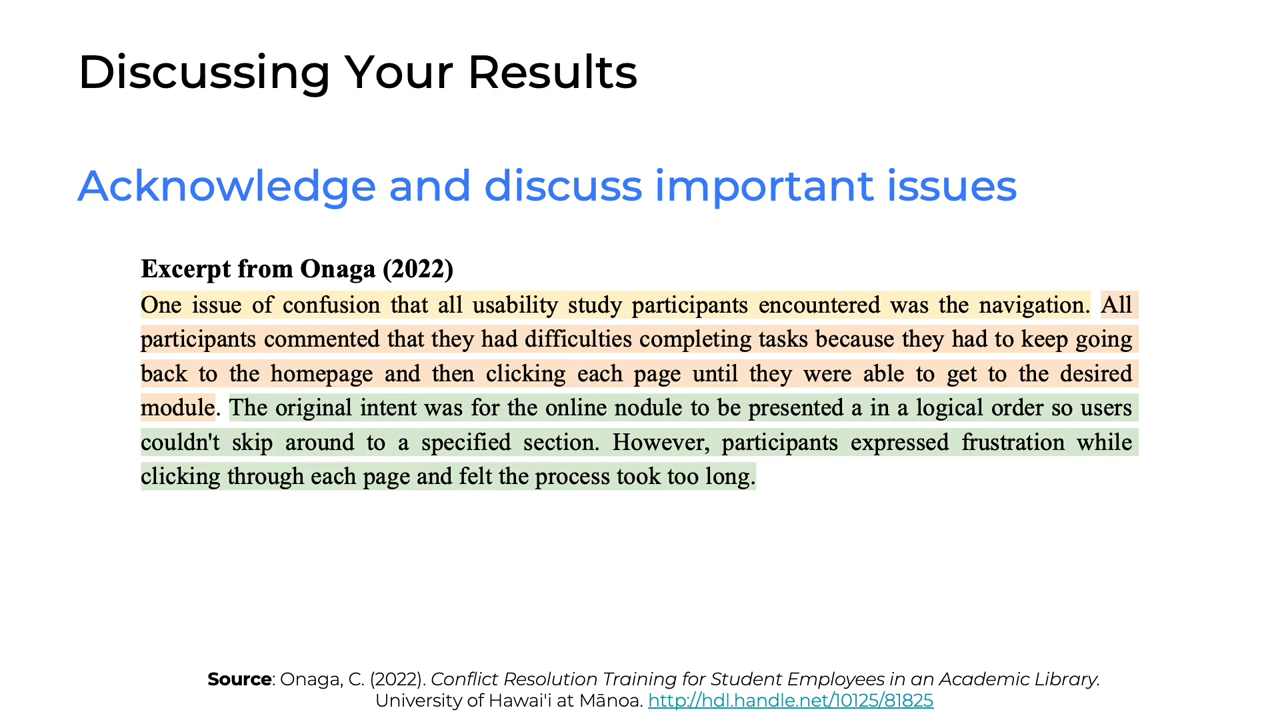 Discussing Your Results
Acknowledge and discuss important issues
Excerpt from Onaga (2022)
One issue of confusion that all usability study participants encountered was the navigation. All
participants commented that they had difficulties completing tasks because they had to keep going
back to the homepage and then clicking each page until they were able to get to the desired
module. The original intent was for the online nodule to be presented a in a logical order so users
couldn't skip around to a specified section. However, participants expressed frustration while
clicking through each page and felt the process took too long.
Source: Onaga, C. (2022). Conflict Resolution Training for Student Employees in an Academic Library.
University of Hawai'i at Mānoa. http://hdl.handle.net/10125/81825